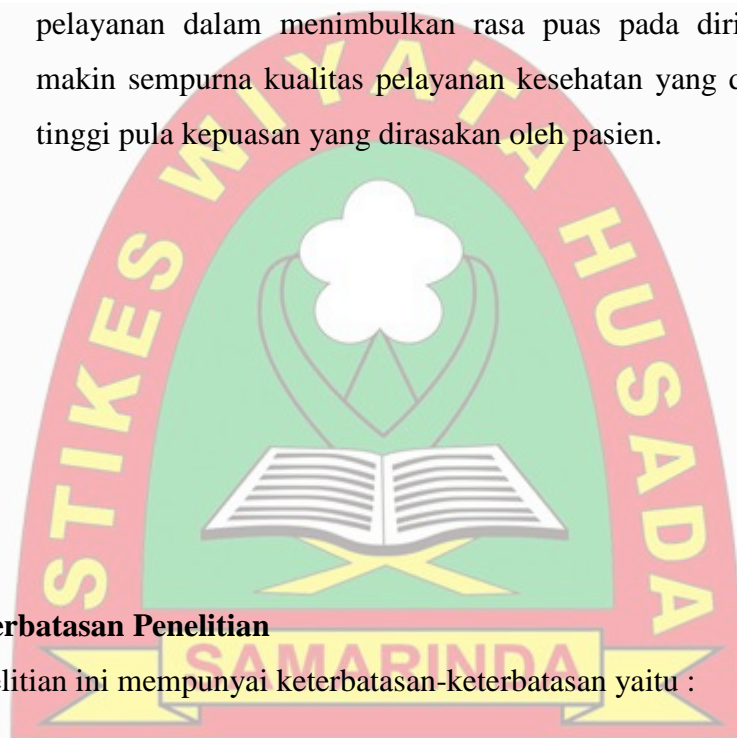 pelayanan dalam menimbulkan rasa puas pada diri
makin sempurna kualitas pelayanan kesehatan yang
tinggi pula kepuasan yang dirasakan oleh pasien.
STIKES WIYATA HUSADA
SAMARINDA
erbatasan Penelitian
elitian ini mempunyai keterbatasan-keterbatasan yaitu :